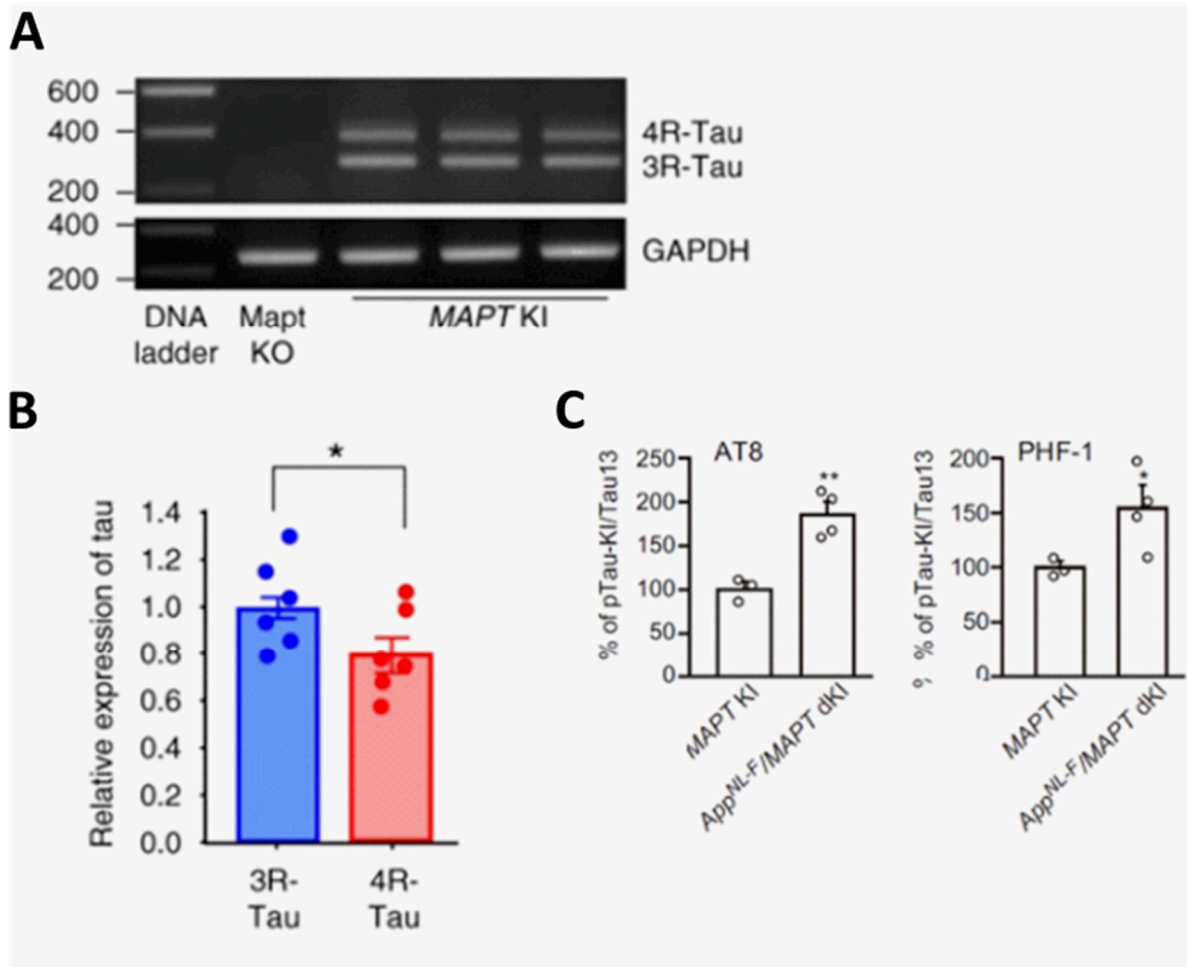 A
600
400
200
4R-Tau
3R-Tau
400
200
GAPDH
DNA ladder
Mapt KO
MAPT KI
B
*
Relative expression of tau
1.4
1.2
1.0
0.8
0.6
0.4
0.2
0.0
3R-
Tau
4R-
Tau
C
AT8
% of pTau-KI/Tau13
250
200
150
100
50
0
**
MAPT KI
App^NL-F/MAPT dKI
PHF-1
% of pTau-KI/Tau13
200
150
100
50
0
*
MAPT KI
App^NL-F/MAPT dKI